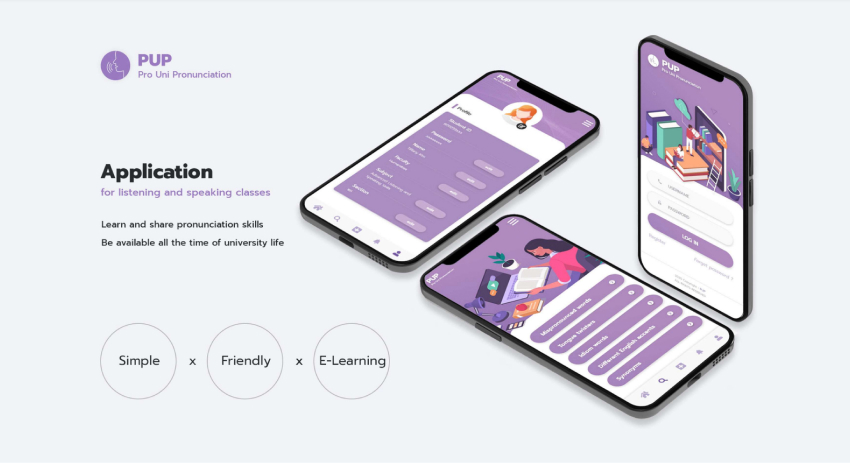 PUP
Pro Uni Pronunciation
Application
for listening and speaking classes
Learn and share pronunciation skills
Be available all the time of university life
Simple
x
Friendly
x
E-Learning
PUP
Profile
Student ID
Password
Name
Faculty
Subject
Section
PUP
Mispronounced words
Tongue twisters
Idiom words
Different English accents
Synonyms
PUP
Pro Uni Pronunciation
USERNAME
PASSWORD
LOG IN
Register
Forgot password ?